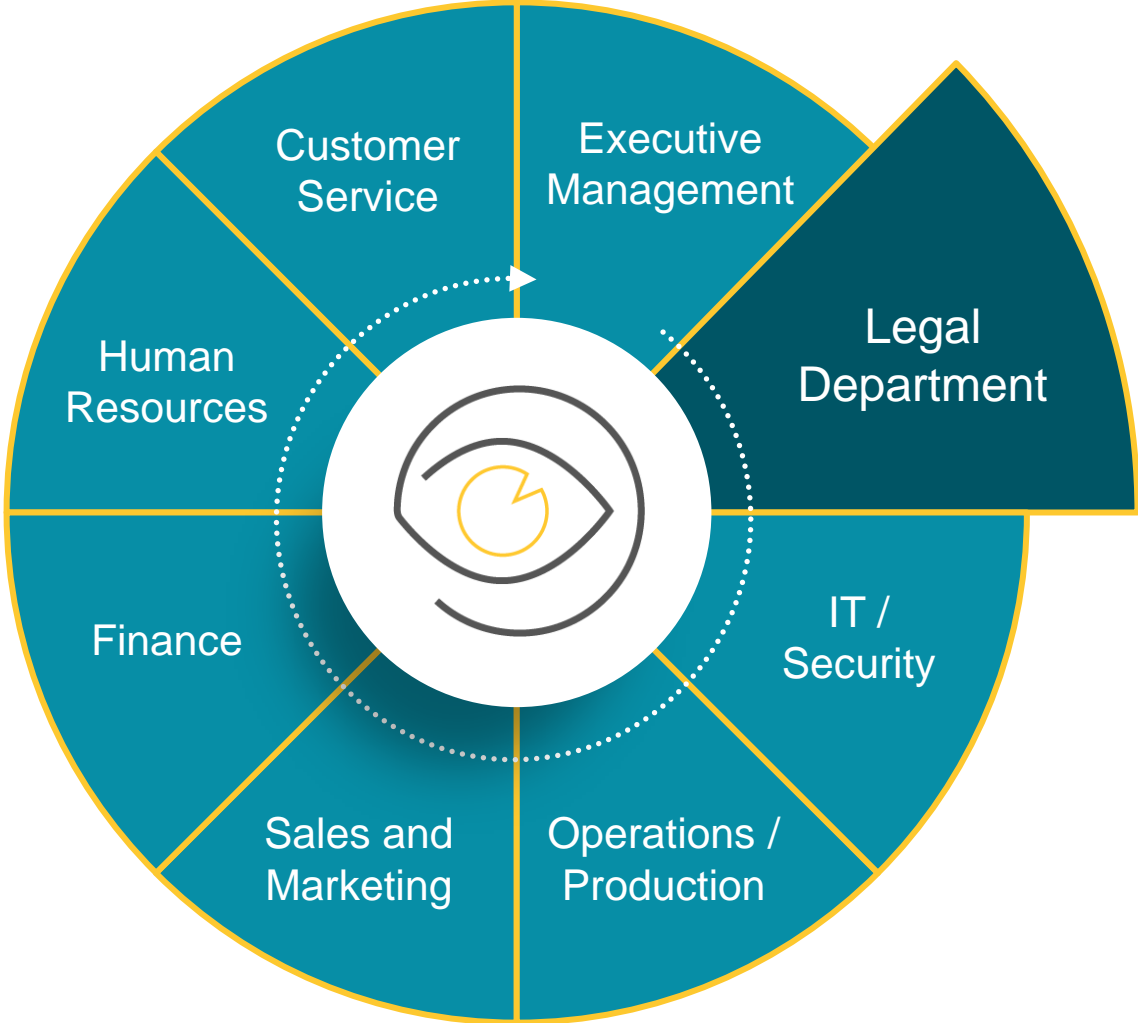 Customer
Service
Executive
Management
Legal
Department
IT /
Security
Operations /
Production
Sales and
Marketing
Finance
Human
Resources